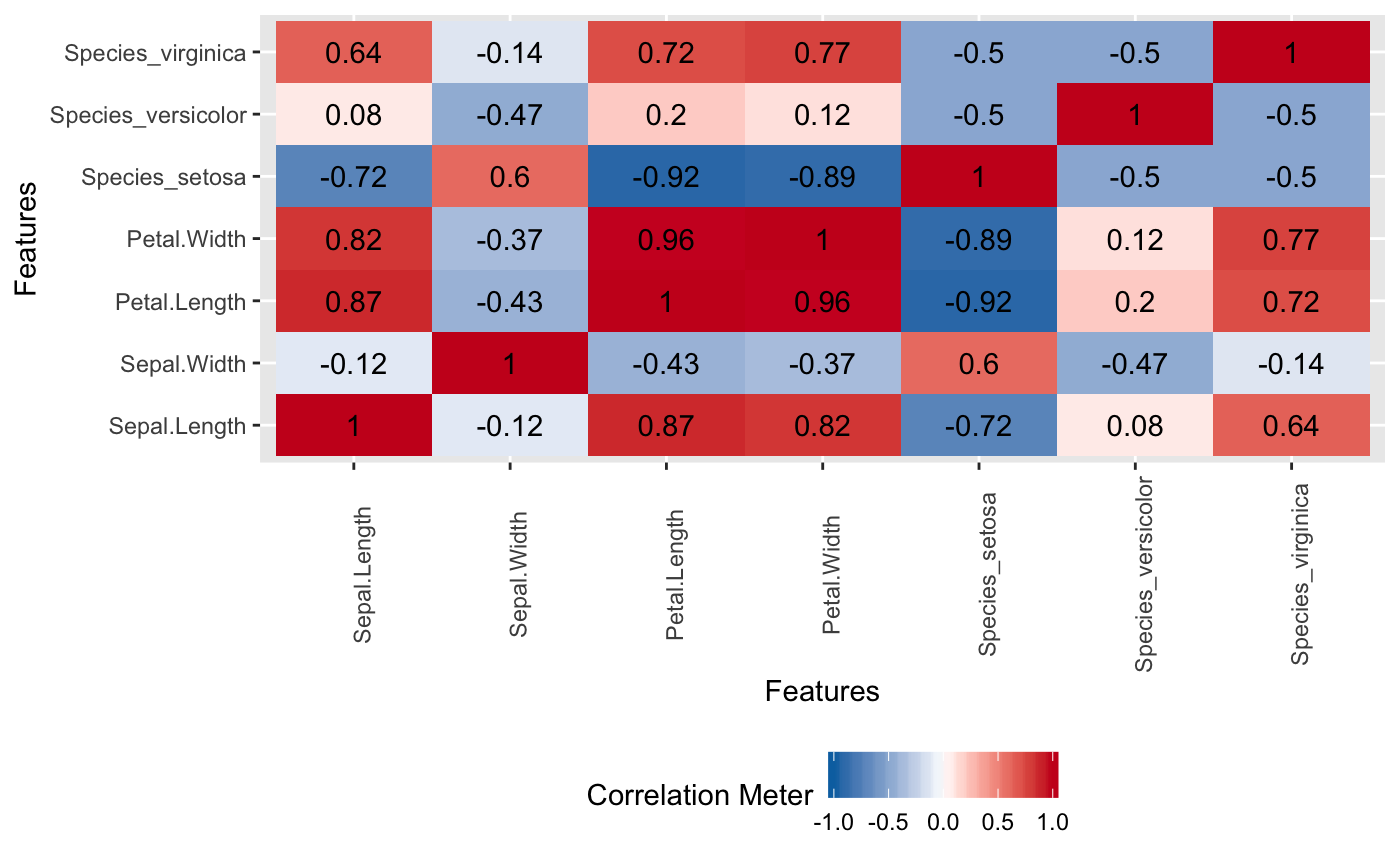 Species_virginica 0.64 -0.14 0.72 0.77 -0.5 -0.5 1
Species_versicolor 0.08 -0.47 0.2 0.12 -0.5 1 -0.5
Species_setosa -0.72 0.6 -0.92 -0.89 1 -0.5 -0.5
Petal.Width 0.82 -0.37 0.96 1 -0.89 0.12 0.77
Petal.Length 0.87 -0.43 1 0.96 -0.92 0.2 0.72
Sepal.Width -0.12 1 -0.43 -0.37 0.6 -0.47 -0.14
Sepal.Length 1 -0.12 0.87 0.82 -0.72 0.08 0.64
Features
Sepal.Length
Sepal.Width
Petal.Length
Petal.Width
Species_setosa
Species_versicolor
Species_virginica
Features
Correlation Meter
-1.0 -0.5 0.0 0.5 1.0